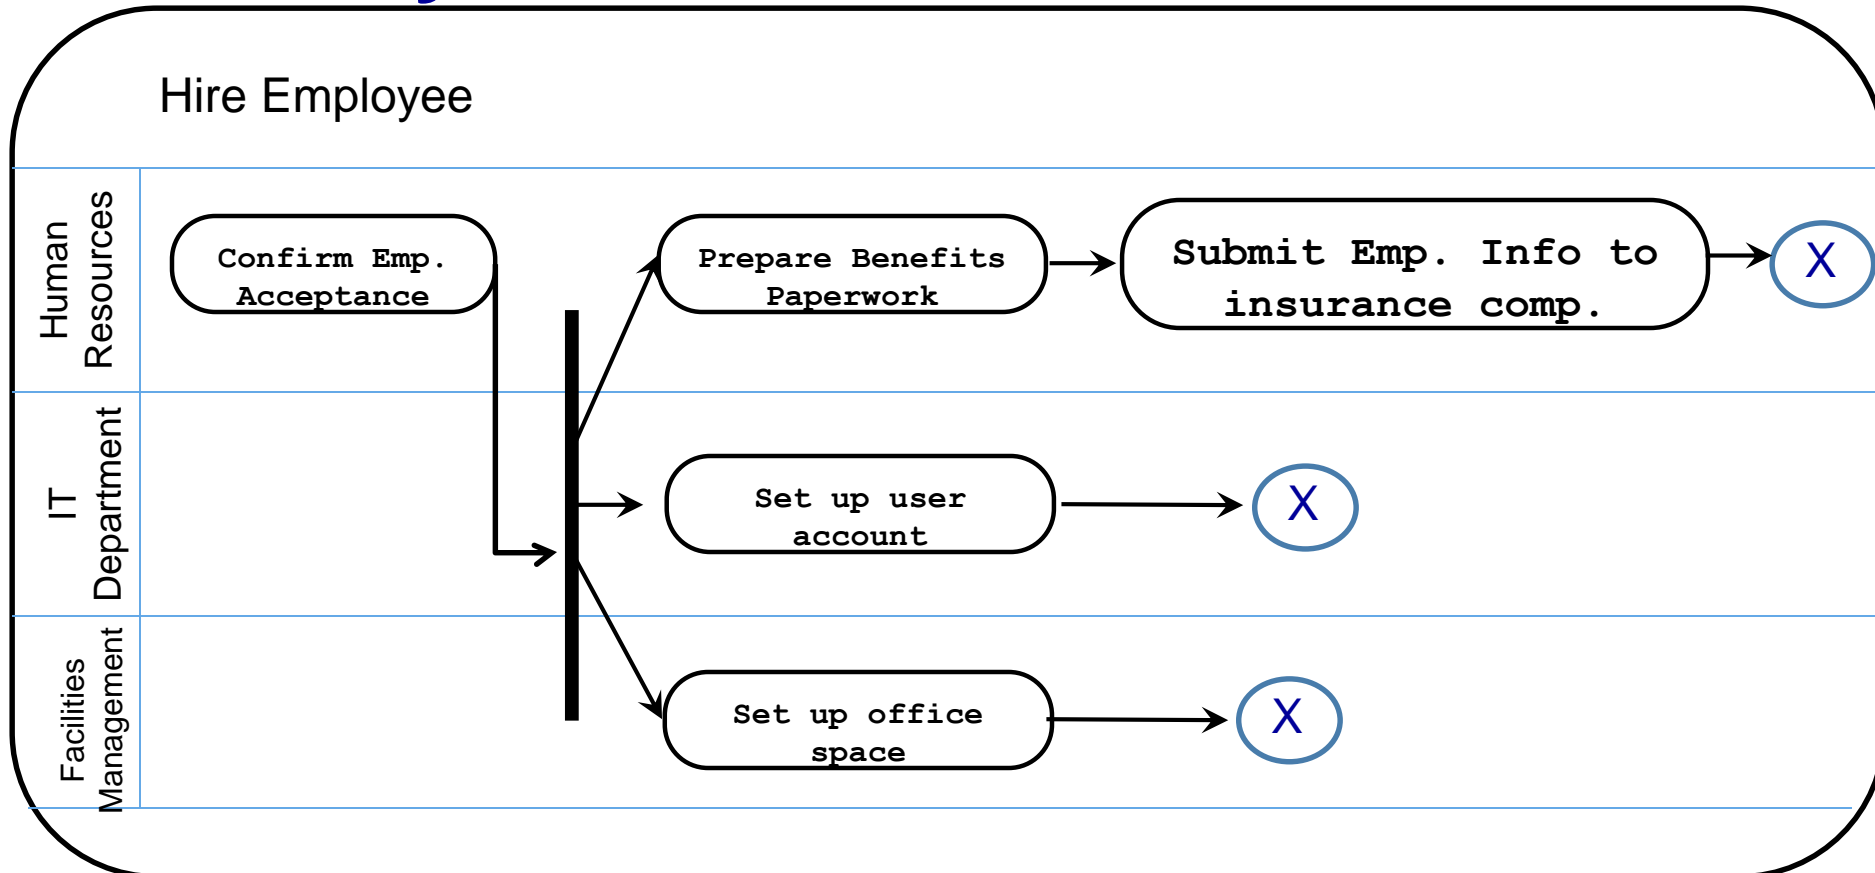 Hire Employee
Human
Resources
Confirm Emp.
Acceptance
Prepare Benefits
Paperwork
Submit Emp. Info to
insurance comp.
X
IT
Department
Set up user
account
X
Facilities
Management
Set up office
space
X